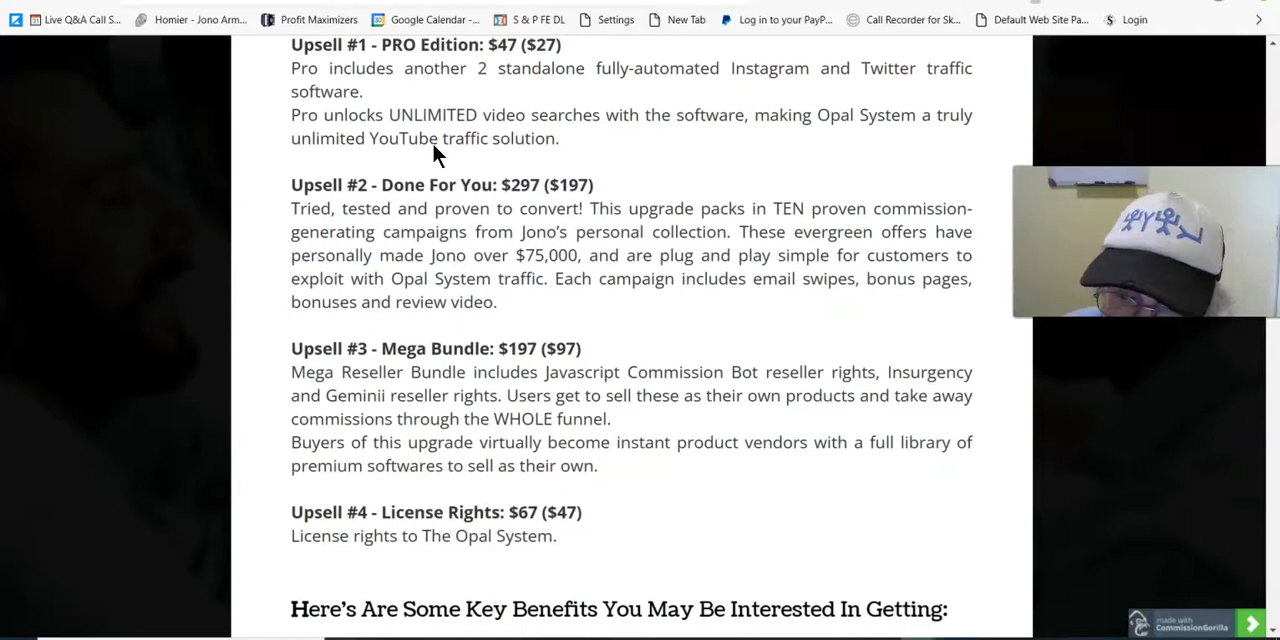 Live Q&A Call S... Homier - Jono Arm... Profit Maximizers Google Calendar -... S & P FE DL Settings New Tab Log in to your PayP... Call Recorder for Sk... Default Web Site Pa... Login
Upsell #1 - PRO Edition: $47 ($27)
Pro includes another 2 standalone fully-automated Instagram and Twitter traffic
software.
Pro unlocks UNLIMITED video searches with the software, making Opal System a truly
unlimited YouTube traffic solution.
Upsell #2 - Done For You: $297 ($197)
Tried, tested and proven to convert! This upgrade packs in TEN proven commission-
generating campaigns from Jono’s personal collection. These evergreen offers have
personally made Jono over $75,000, and are plug and play simple for customers to
exploit with Opal System traffic. Each campaign includes email swipes, bonus pages,
bonuses and review video.
Upsell #3 - Mega Bundle: $197 ($97)
Mega Reseller Bundle includes Javascript Commission Bot reseller rights, Insurgency
and Geminii reseller rights. Users get to sell these as their own products and take away
commissions through the WHOLE funnel.
Buyers of this upgrade virtually become instant product vendors with a full library of
premium softwares to sell as their own.
Upsell #4 - License Rights: $67 ($47)
License rights to The Opal System.
Here’s Are Some Key Benefits You May Be Interested In Getting:
made with
CommissionGorilla